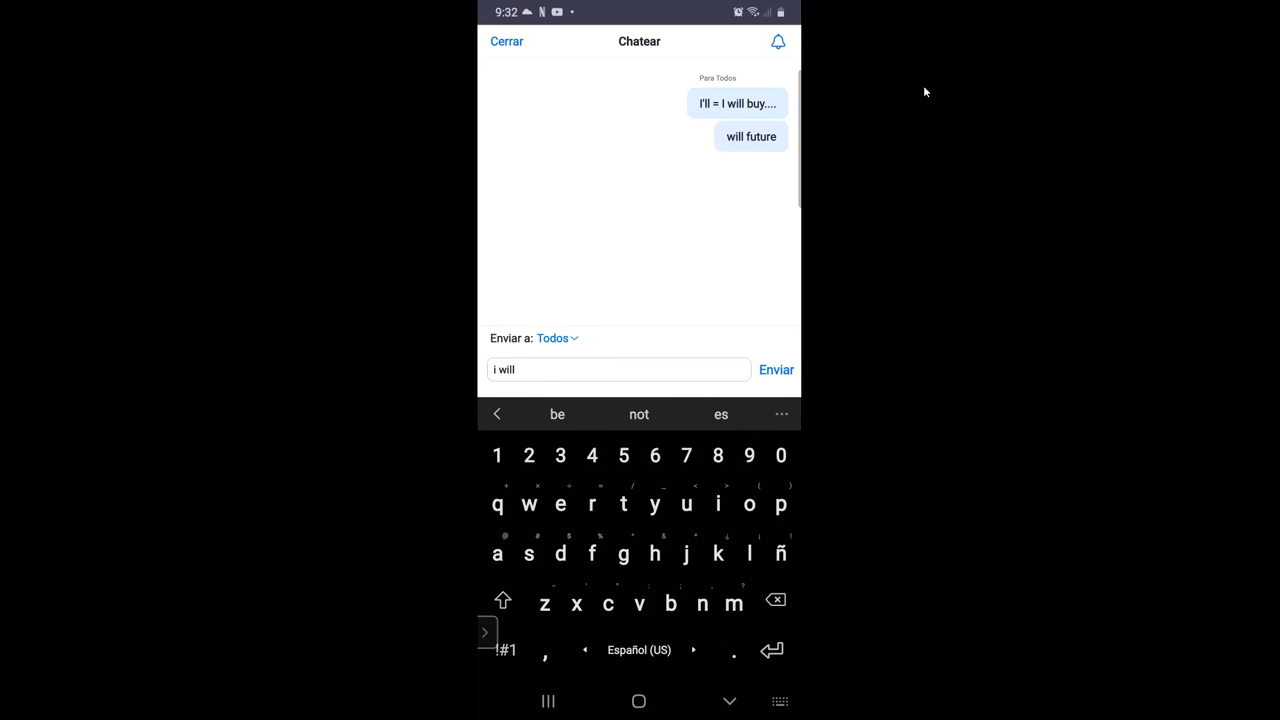 9:32
Cerrar Chatear
Para Todos
I'll = I will buy....
will future
Enviar a: Todos
i will Enviar
be not es ...
1 2 3 4 5 6 7 8 9 0
q w e r t y u i o p
a s d f g h j k l ñ
z x c v b n m
!#1 , Español (US) .